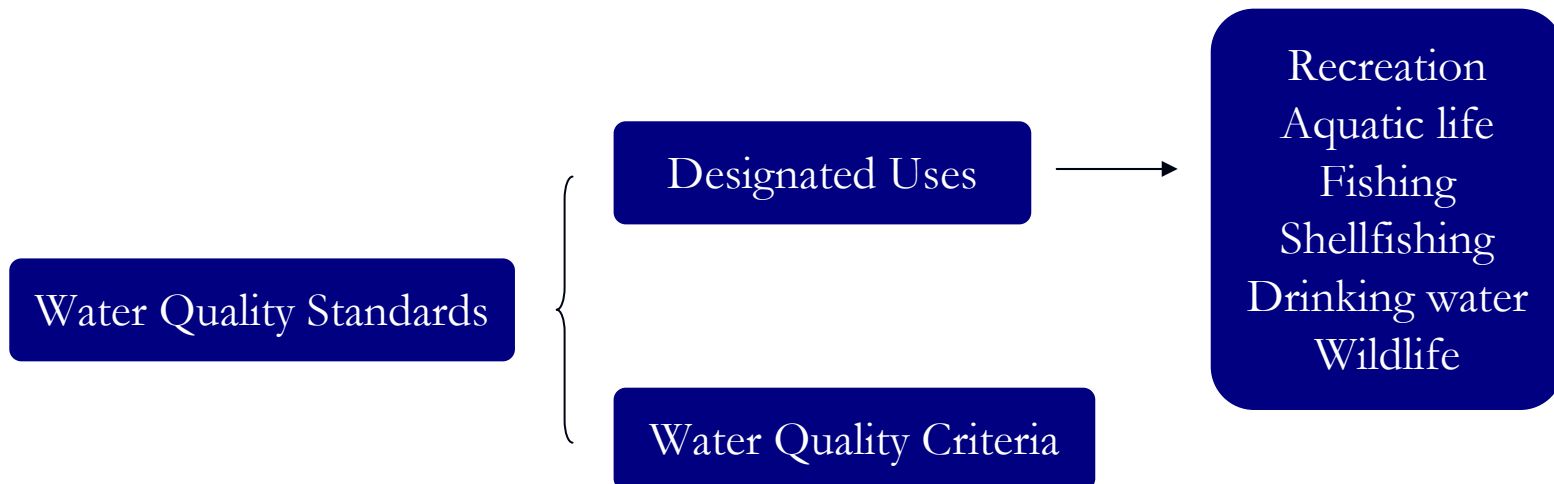 Water Quality Standards
Designated Uses
Water Quality Criteria
Recreation
Aquatic life
Fishing
Shellfishing
Drinking water
Wildlife